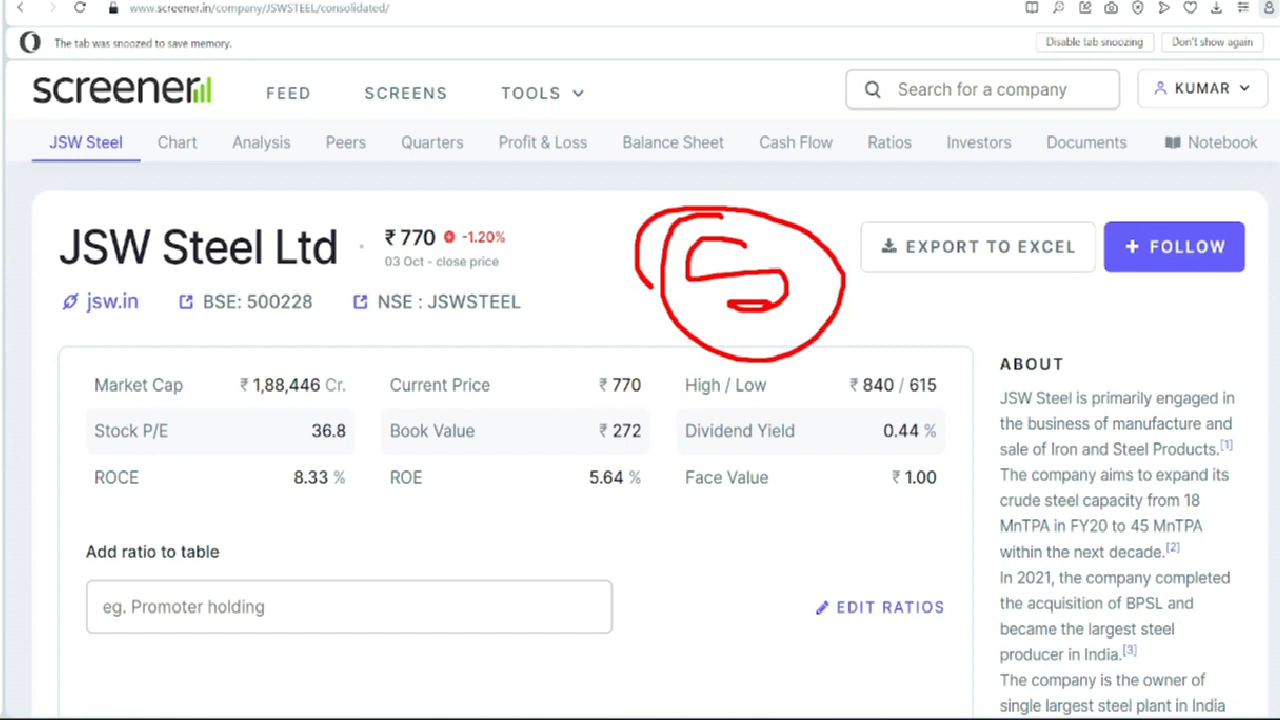 www.screener.in/company/JSWSTEEL/consolidated/
The tab was snoozed to save memory.
Disable tab snoozing
Don't show again
screener
FEED SCREENS TOOLS
Search for a company
KUMAR
JSW Steel Chart Analysis Peers Quarters Profit & Loss Balance Sheet Cash Flow Ratios Investors Documents Notebook
JSW Steel Ltd
₹ 770 -1.20%
03 Oct - close price
5
EXPORT TO EXCEL
+ FOLLOW
jsw.in BSE: 500228 NSE : JSWSTEEL
Market Cap ₹ 1,88,446 Cr.
Current Price ₹ 770
High / Low ₹ 840 / 615
Stock P/E 36.8
Book Value ₹ 272
Dividend Yield 0.44 %
ROCE 8.33 %
ROE 5.64 %
Face Value ₹ 1.00
Add ratio to table
eg. Promoter holding
EDIT RATIOS
ABOUT
JSW Steel is primarily engaged in
the business of manufacture and
sale of Iron and Steel Products.[1]
The company aims to expand its
crude steel capacity from 18
MnTPA in FY20 to 45 MnTPA
within the next decade.[2]
In 2021, the company completed
the acquisition of BPSL and
became the largest steel
producer in India.[3]
The company is the owner of
single largest steel plant in India